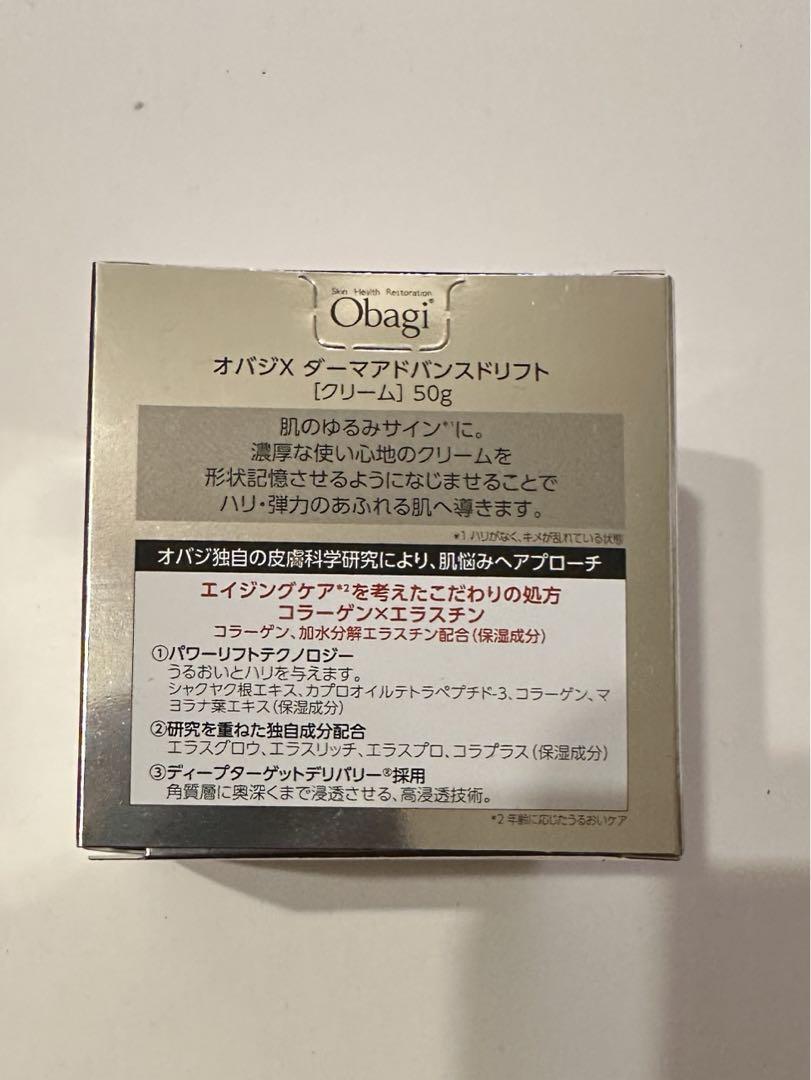 Skin Health Restoration
Obagi®
オバジX ダーマアドバンスドリフト
[クリーム] 50g
肌のゆるみサイン*¹に。
濃厚な使い心地のクリームを
形状記憶させるようになじませることで
ハリ・弾力のあふれる肌へ導きます。
*1 ハリがなく、キメが乱れている状態
オバジ独自の皮膚科学研究により、肌悩みへアプローチ
エイジングケア*²を考えたこだわりの処方
コラーゲン×エラスチン
コラーゲン、加水分解エラスチン配合(保湿成分)
①パワーリフトテクノロジー
うるおいとハリを与えます。
シャクヤク根エキス、カプロオイルテトラペプチド-3、コラーゲン、マ
ヨラナ葉エキス(保湿成分)
②研究を重ねた独自成分配合
エラスグロウ、エラスリッチ、エラスプロ、コラプラス(保湿成分)
③ディープターゲットデリバリー®採用
角質層に奥深くまで浸透させる、高浸透技術。
*2 年齢に応じたうるおいケア